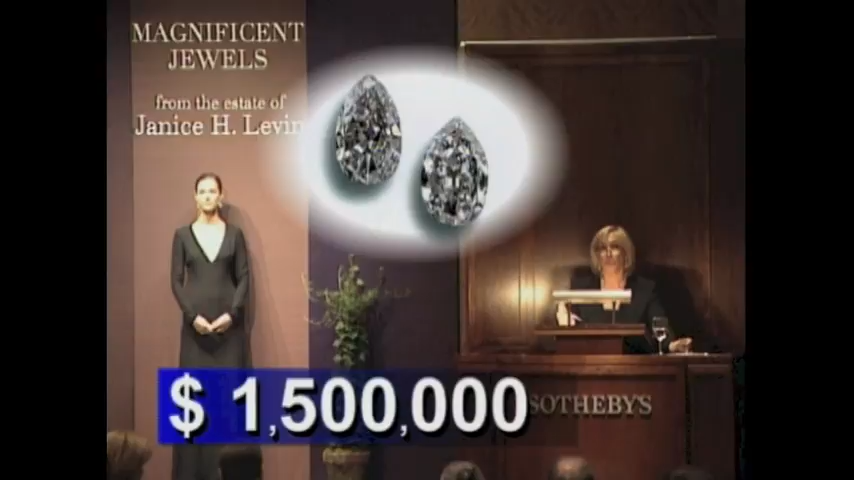 MAGNIFICENT
JEWELS
from the estate of
Janice H. Levin
$ 1,500,000
SOTHEBY'S